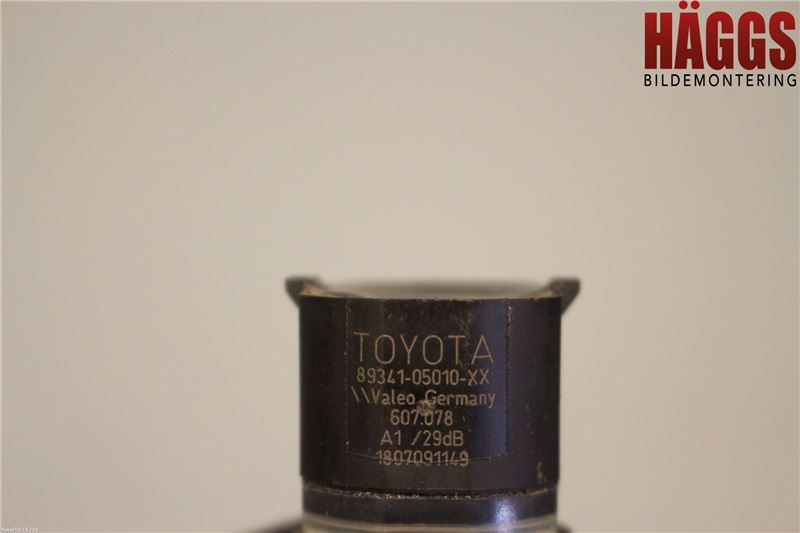 HÄGGS
BILDEMONTERING
TOYOTA
89341-05010-XX
\\Valeo Germany
607.078
A1 /29dB
1807091149